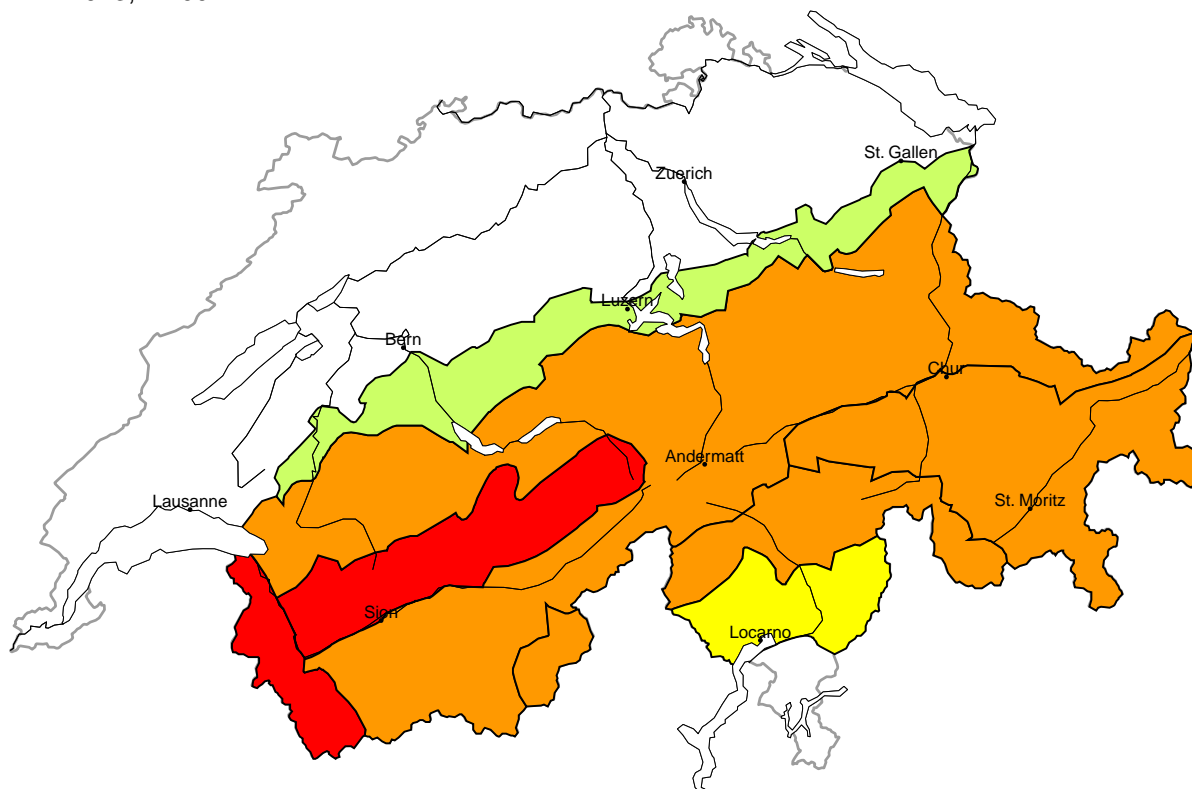 St. Gallen
Zuerich
Luzern
Bern
Chur
Andermatt
Lausanne
St. Moritz
Sion
Locarno